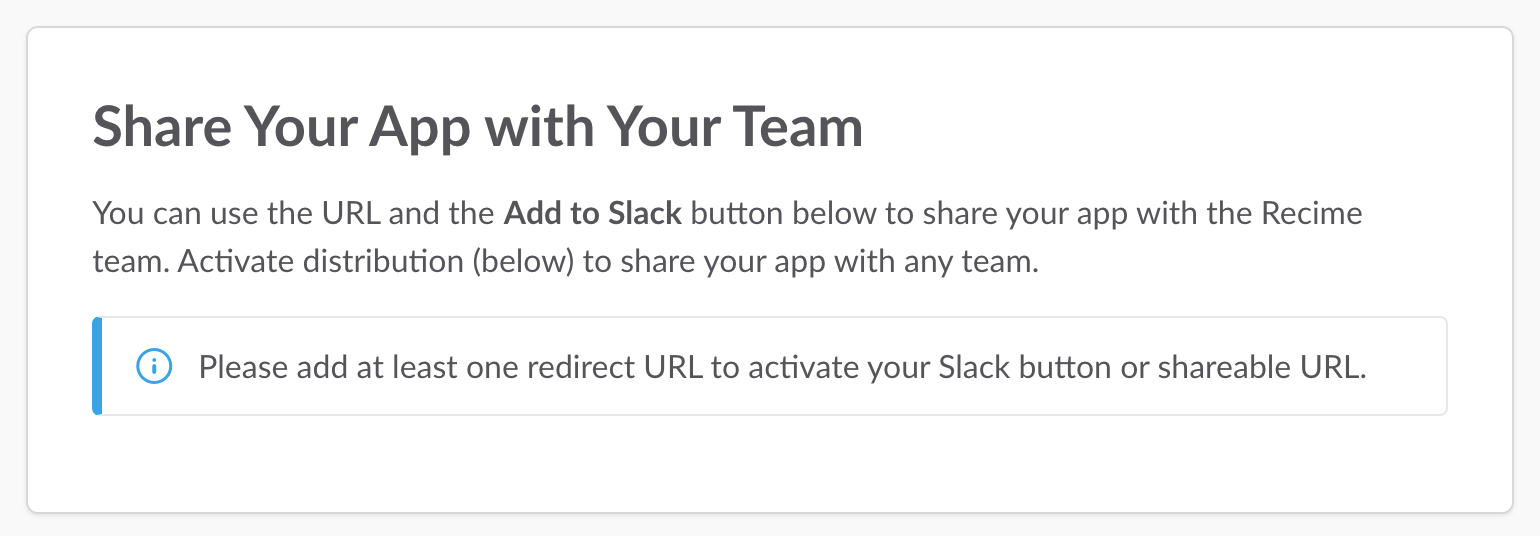 Share Your App with Your Team
You can use the URL and the Add to Slack button below to share your app with the Recime
team. Activate distribution (below) to share your app with any team.
Please add at least one redirect URL to activate your Slack button or shareable URL.